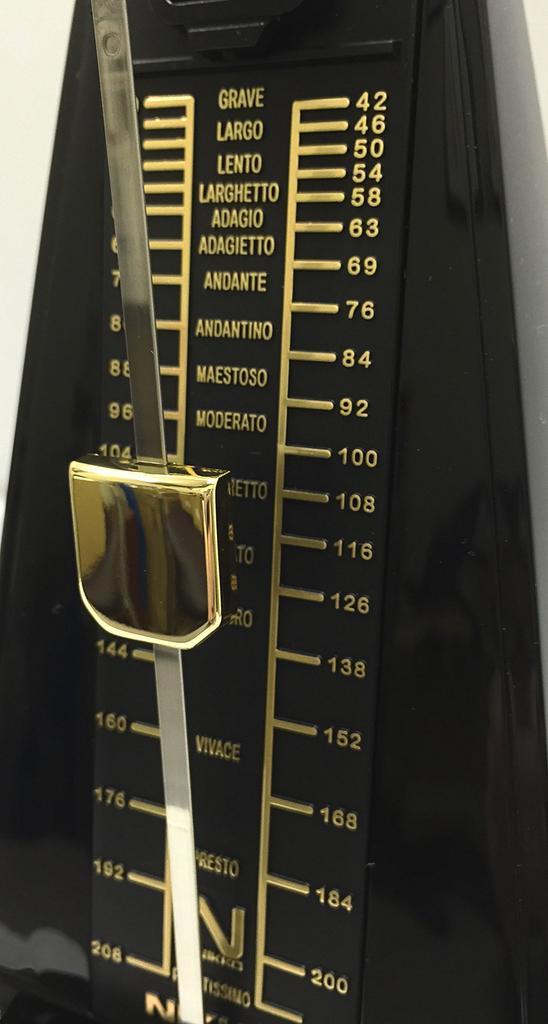 GRAVE 42
LARGO 46
50
LENTO 54
LARGHETTO 58
ADAGIO 63
ADAGIETTO 69
ANDANTE 76
ANDANTINO 84
88 MAESTOSO 92
96 MODERATO 100
104
108
116
126
144 138
160 VIVACE 152
176 168
192 184
N
NIKKO
208 200